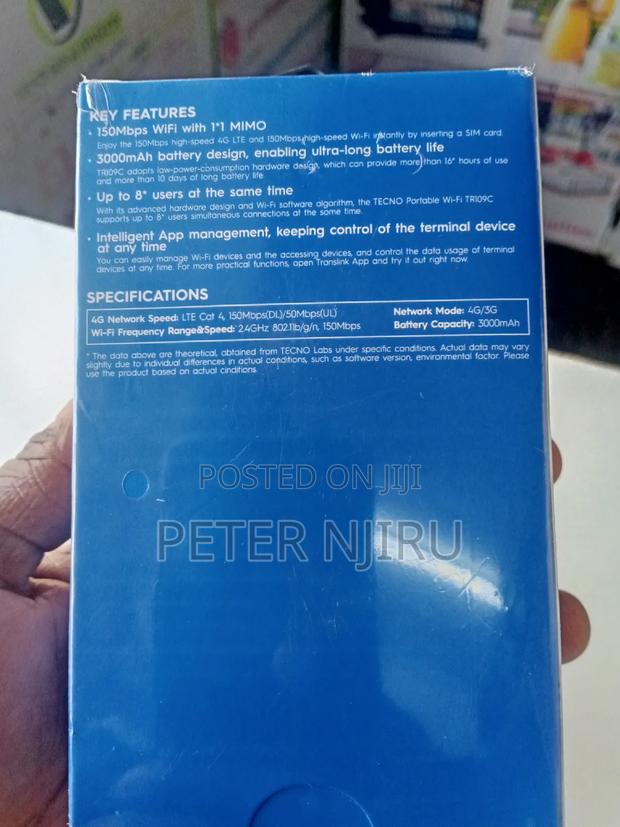 KEY FEATURES
• 150Mbps WiFi with 1*1 MIMO
Enjoy the 150Mbps high-speed 4G LTE and 150Mbps high-speed Wi-Fi instantly by inserting a SIM card.
• 3000mAh battery design, enabling ultra-long battery life
TR109C adopts low-power-consumption hardware design, which can provide more than 16* hours of use
and more than 10 days of long battery life
• Up to 8* users at the same time
With its advanced hardware design and Wi-Fi software algorithm, the TECNO Portable Wi-Fi TR109C
supports up to 8* users simultaneous connections at the same time.
• Intelligent App management, keeping control of the terminal device
at any time
You can easily manage Wi-Fi devices and the accessing devices, and control the data usage of terminal
devices at any time. For more practical functions, open Translink App and try it out right now.
SPECIFICATIONS
4G Network Speed: LTE Cat 4, 150Mbps(DL)/50Mbps(UL) Network Mode: 4G/3G
Wi-Fi Frequency Range&Speed: 2.4GHz 802.11b/g/n, 150Mbps Battery Capacity: 3000mAh
* The data above are theoretical, obtained from TECNO Labs under specific conditions. Actual data may vary
slightly due to individual differences in actual conditions, such as software version, environmental factor. Please
use the product based on actual cinditions.
POSTED ON JIJI
PETER NJIRU